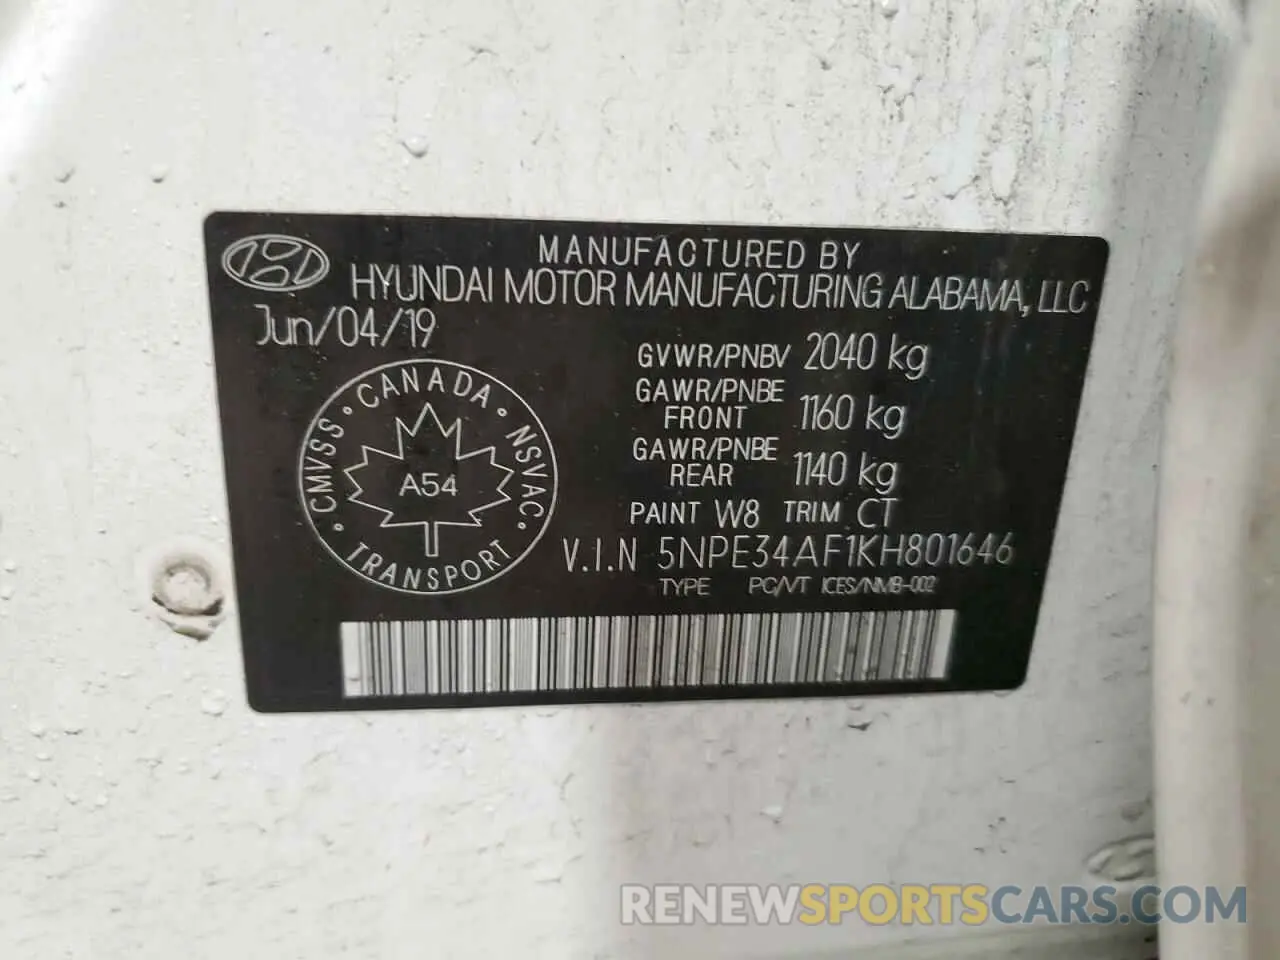 MANUFACTURED BY
HYUNDAI MOTOR MANUFACTURING ALABAMA, LLC
Jun/04/19
GVWR/PNBV 2040 kg
GAWR/PNBE FRONT 1160 kg
GAWR/PNBE REAR 1140 kg
PAINT W8 TRIM CT
V.I.N 5NPE34AF1KH801646
TYPE PC/VT ICES/NMB-002
CANADA · NSVAC · TRANSPORT · CMVSS ·
A54
RENEWSPORTSCARS.COM